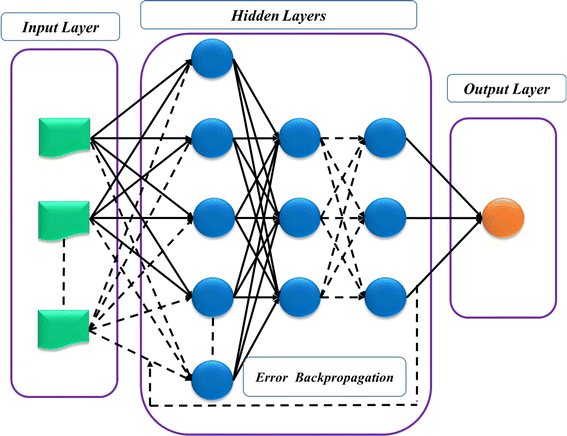 Input Layer
Hidden Layers
Output Layer
Error Backpropagation